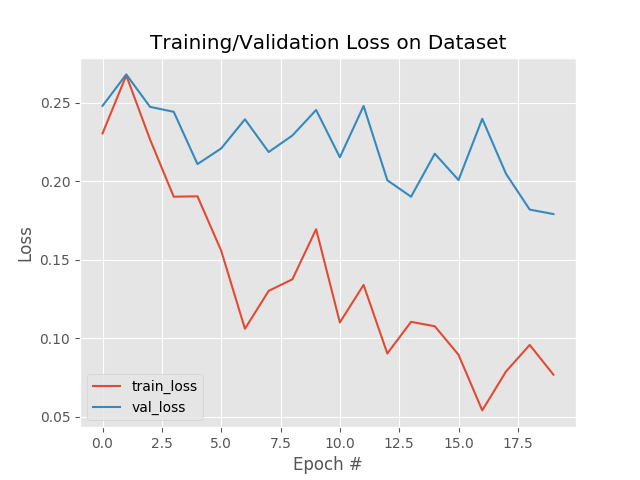 Training/Validation Loss on Dataset
Loss
0.25
0.20
0.15
0.10
0.05
train_loss
val_loss
0.0 2.5 5.0 7.5 10.0 12.5 15.0 17.5
Epoch #